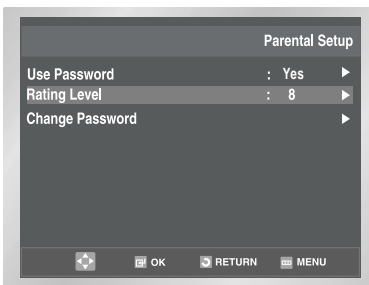 Parental Setup
Use Password : Yes
Rating Level : 8
Change Password
OK RETURN MENU